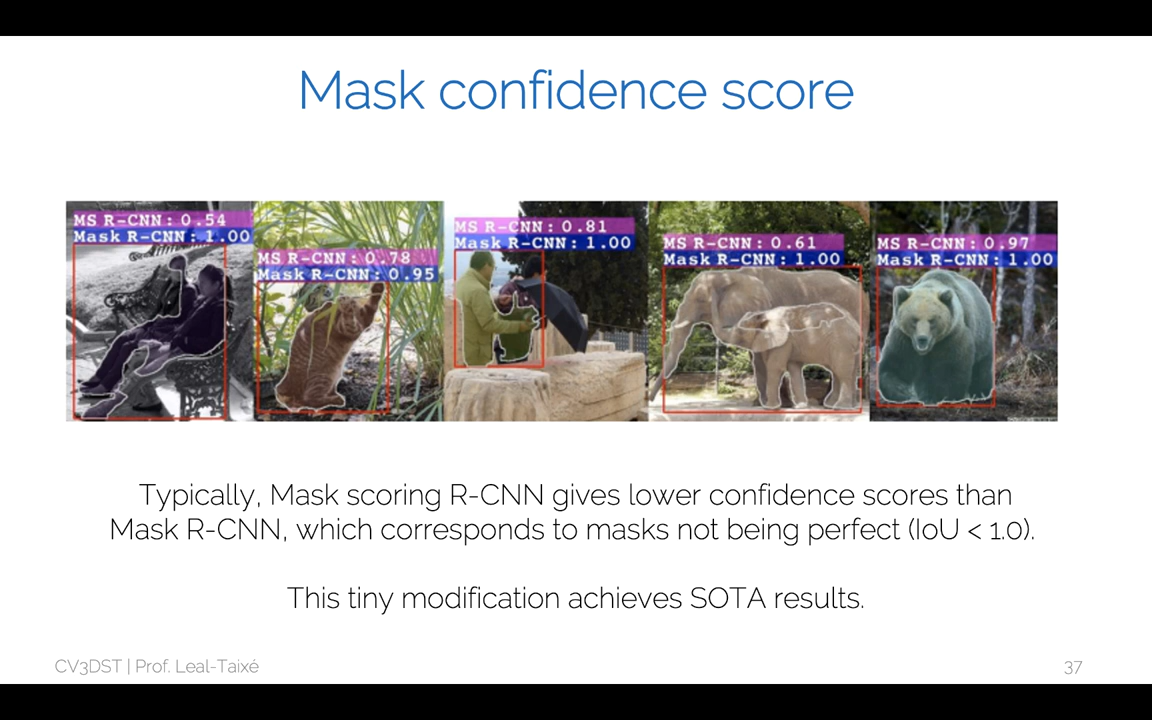 Mask confidence score
MS R-CNN: 0.54
Mask R-CNN: 1.00
MS R-CNN: 0.78
Mask R-CNN: 0.95
MS R-CNN: 0.81
Mask R-CNN: 1.00
MS R-CNN: 0.61
Mask R-CNN: 1.00
MS R-CNN: 0.97
Mask R-CNN: 1.00
Typically, Mask scoring R-CNN gives lower confidence scores than
Mask R-CNN, which corresponds to masks not being perfect (IoU < 1.0).
This tiny modification achieves SOTA results.
CV3DST | Prof. Leal-Taixé
37